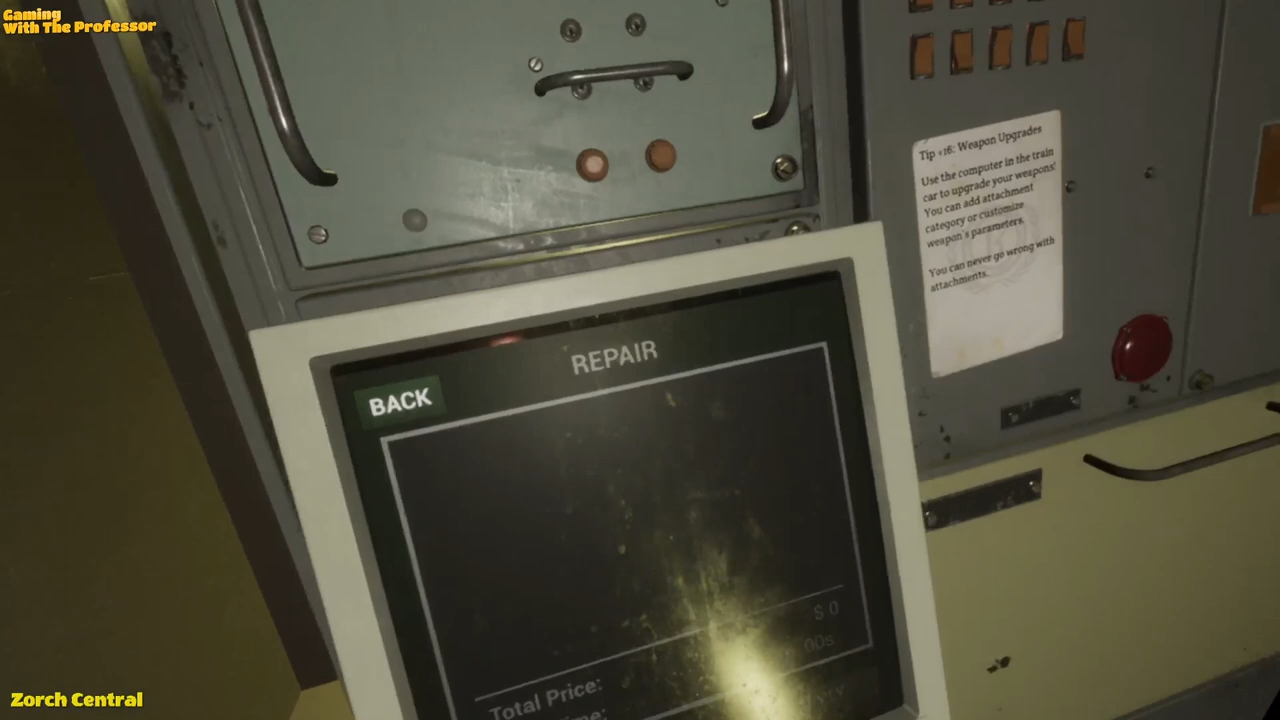 Gaming
With The Professor
Tip #16: Weapon Upgrades
Use the computer in the train
car to upgrade your weapons!
You can add attachment
category or customize
weapon's parameters.
You can never go wrong with
attachments.
REPAIR
BACK
$ 0
00s
Total Price:
Zorch Central